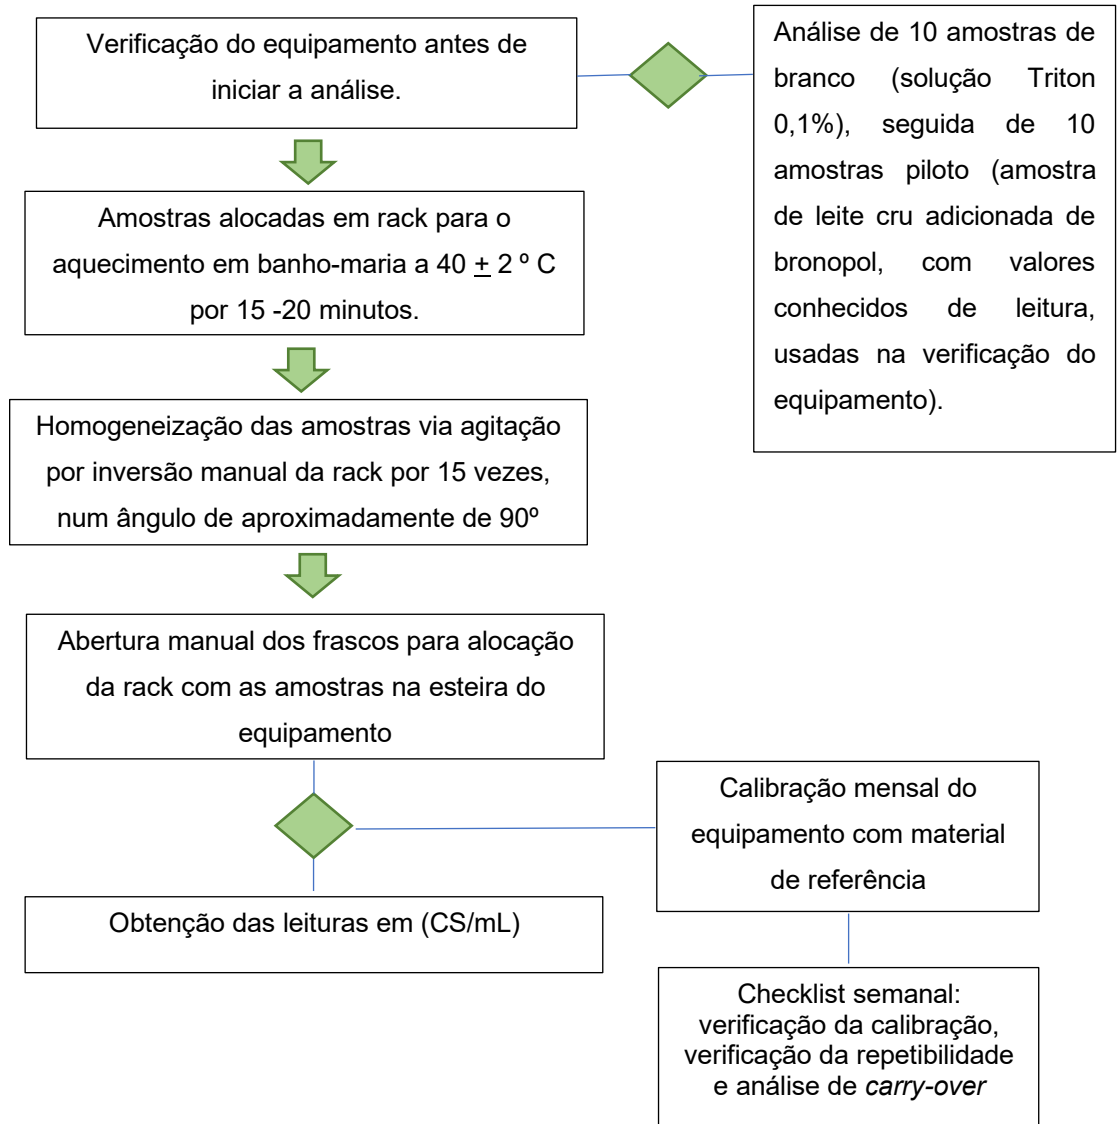 Verificação do equipamento antes de
iniciar a análise.
Análise de 10 amostras de
branco (solução Triton
0,1%), seguida de 10
amostras piloto (amostra
de leite cru adicionada de
bronopol, com valores
conhecidos de leitura,
usadas na verificação do
equipamento).
Amostras alocadas em rack para o
aquecimento em banho-maria a 40 + 2 º C
por 15 -20 minutos.
Homogeneização das amostras via agitação
por inversão manual da rack por 15 vezes,
num ângulo de aproximadamente de 90º
Abertura manual dos frascos para alocação
da rack com as amostras na esteira do
equipamento
Calibração mensal do
equipamento com material
de referência
Obtenção das leituras em (CS/mL)
Checklist semanal:
verificação da calibração,
verificação da repetibilidade
e análise de carry-over